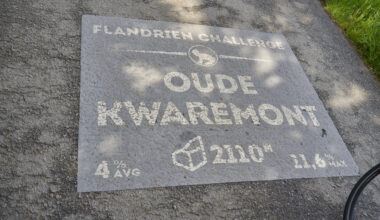 FLANDRIEN CHALLENGE
OUDE
KWAREMONT
4% AVG 2110M 11,6% MAX